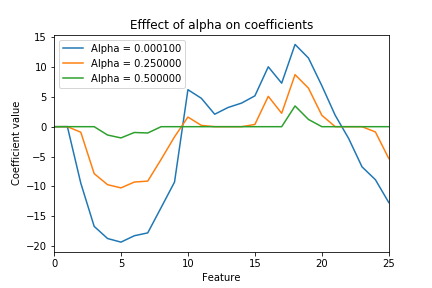 Efffect of alpha on coefficients
Alpha = 0.000100
Alpha = 0.250000
Alpha = 0.500000
15
10
5
0
−5
−10
−15
−20
Coefficient value
0
5
10
15
20
25
Feature